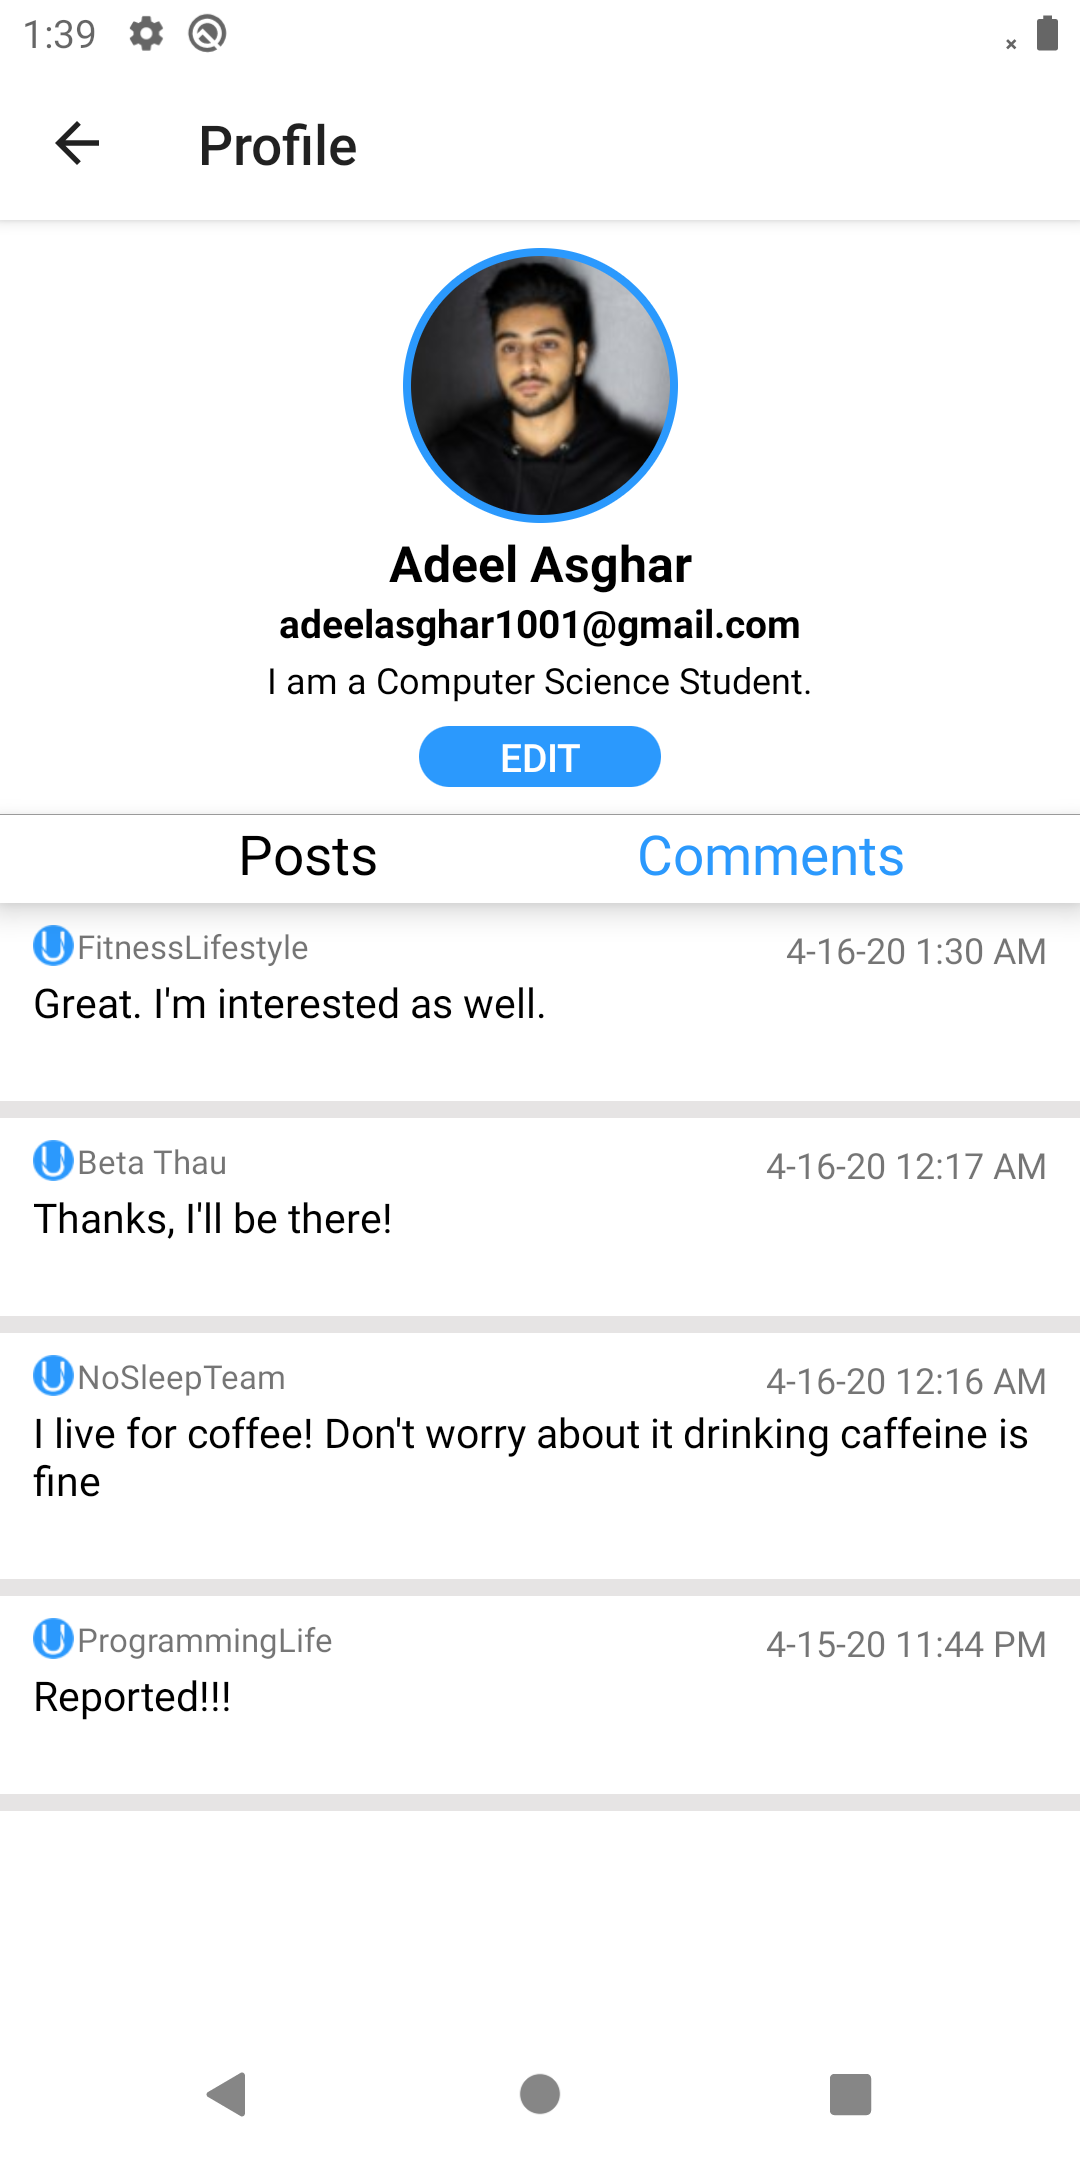 1:39
Profile
Adeel Asghar
adeelasghar1001@gmail.com
I am a Computer Science Student.
EDIT
Posts Comments
FitnessLifestyle 4-16-20 1:30 AM
Great. I'm interested as well.
Beta Thau 4-16-20 12:17 AM
Thanks, I'll be there!
NoSleepTeam 4-16-20 12:16 AM
I live for coffee! Don't worry about it drinking caffeine is
fine
ProgrammingLife 4-15-20 11:44 PM
Reported!!!